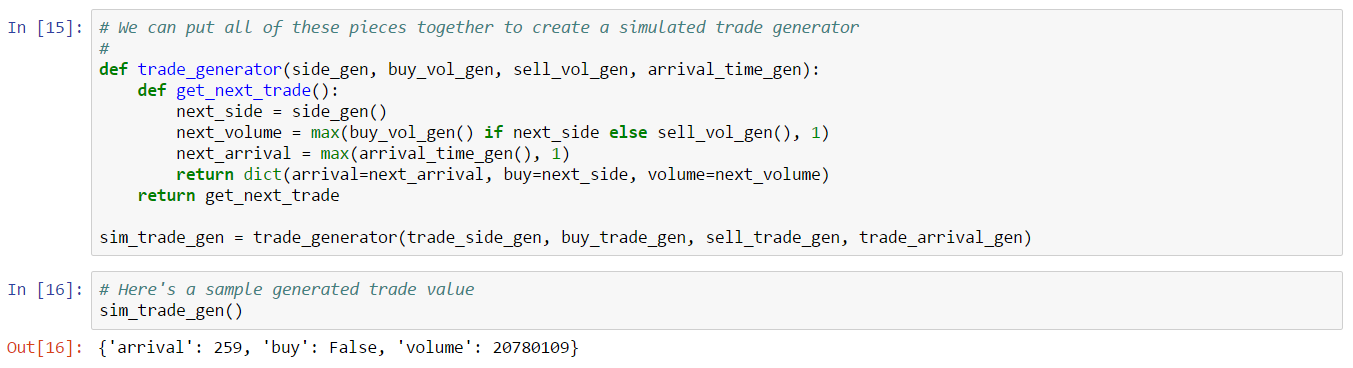 In [15]: # We can put all of these pieces together to create a simulated trade generator
#
def trade_generator(side_gen, buy_vol_gen, sell_vol_gen, arrival_time_gen):
    def get_next_trade():
        next_side = side_gen()
        next_volume = max(buy_vol_gen() if next_side else sell_vol_gen(), 1)
        next_arrival = max(arrival_time_gen(), 1)
        return dict(arrival=next_arrival, buy=next_side, volume=next_volume)
    return get_next_trade
sim_trade_gen = trade_generator(trade_side_gen, buy_trade_gen, sell_trade_gen, trade_arrival_gen)
In [16]: # Here's a sample generated trade value
sim_trade_gen()
Out[16]: {'arrival': 259, 'buy': False, 'volume': 20780109}